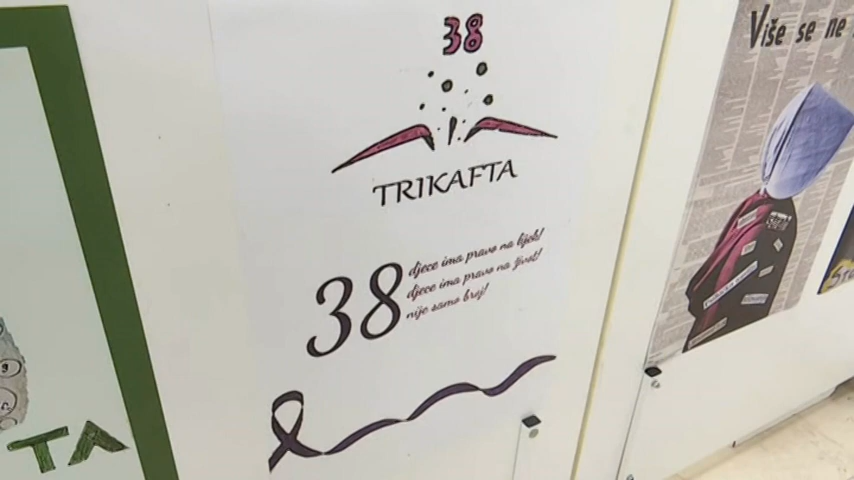 38
TRIKAFTA
38
djece ima pravo na lijek!
djece ima pravo na život!
nije samo broj!
Više se ne
TA